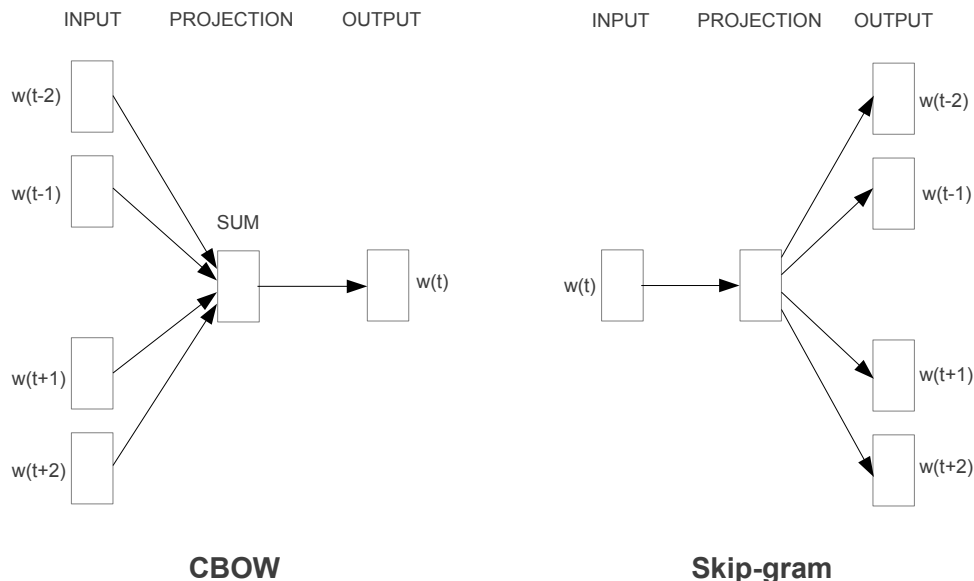 INPUT PROJECTION OUTPUT
w(t-2)
w(t-1)
SUM
w(t)
w(t+1)
w(t+2)
CBOW
INPUT PROJECTION OUTPUT
w(t-2)
w(t-1)
w(t)
w(t+1)
w(t+2)
Skip-gram